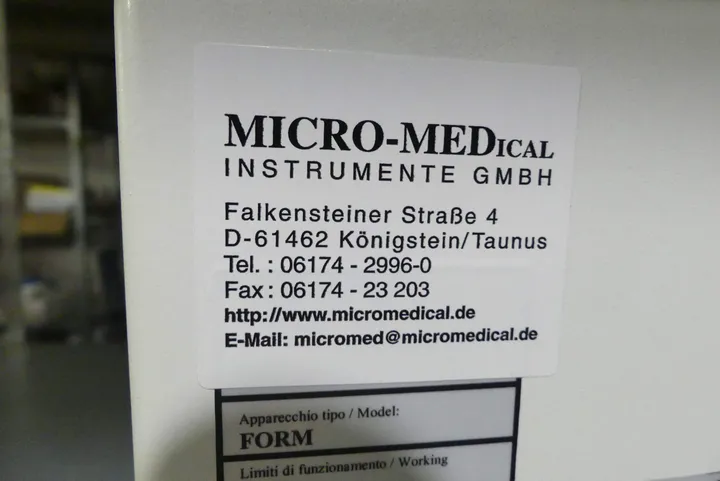 MICRO-MEDICAL
INSTRUMENTE GMBH
Falkensteiner Straße 4
D-61462 Königstein/Taunus
Tel. : 06174 - 2996-0
Fax : 06174 - 23 203
http://www.micromedical.de
E-Mail: micromed@micromedical.de
Apparecchio tipo / Model:
FORM
Limiti di funzionamento / Working